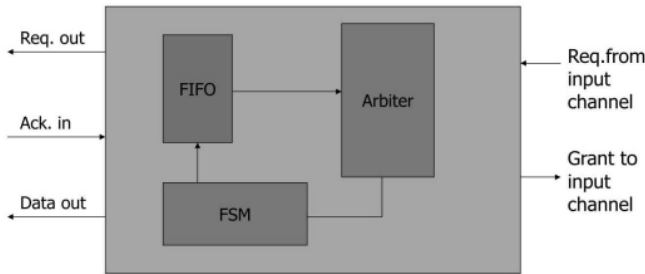 Req. out
Ack. in
Data out
FIFO
Arbiter
FSM
Req.from
input
channel
Grant to
input
channel